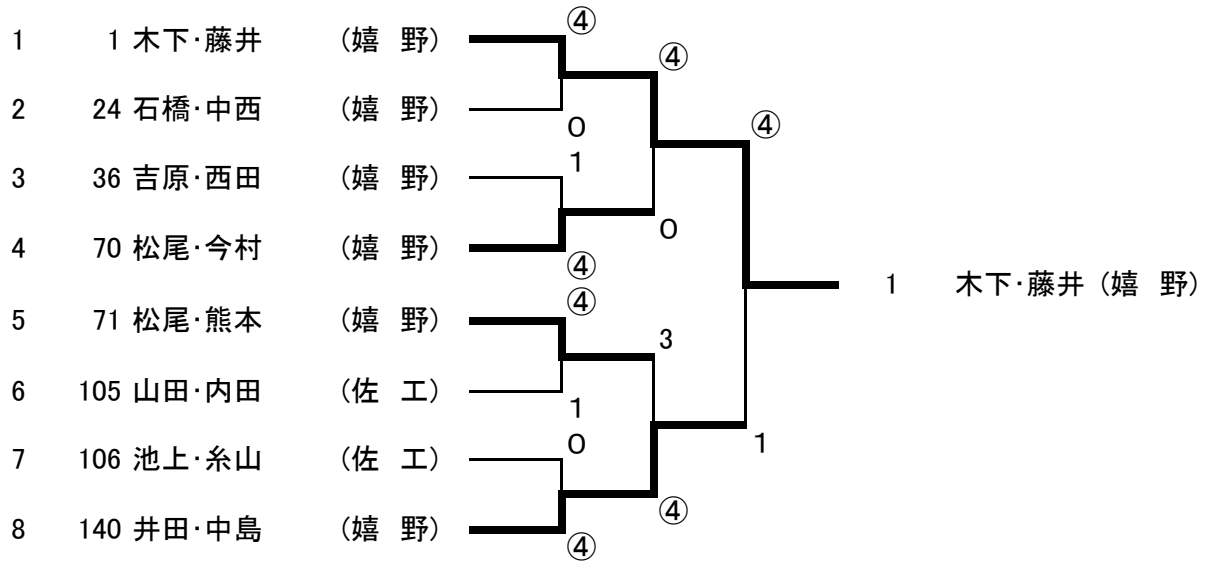 ④
1 1 木下・藤井 (嬉 野)
④
2 24 石橋・中西 (嬉 野)
0
④
1
3 36 吉原・西田 (嬉 野)
0
4 70 松尾・今村 (嬉 野)
④
1 木下・藤井 (嬉 野)
④
5 71 松尾・熊本 (嬉 野)
3
6 105 山田・内田 (佐 工)
1
0
1
7 106 池上・糸山 (佐 工)
④
8 140 井田・中島 (嬉 野)
④